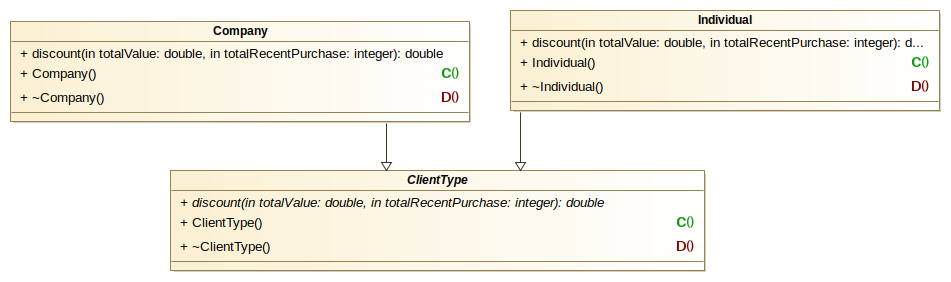 Company
+ discount(in totalValue: double, in totalRecentPurchase: integer): double
+ Company() C()
+ ~Company() D()
Individual
+ discount(in totalValue: double, in totalRecentPurchase: integer): d...
+ Individual() C()
+ ~Individual() D()
ClientType
+ discount(in totalValue: double, in totalRecentPurchase: integer): double
+ ClientType() C()
+ ~ClientType() D()